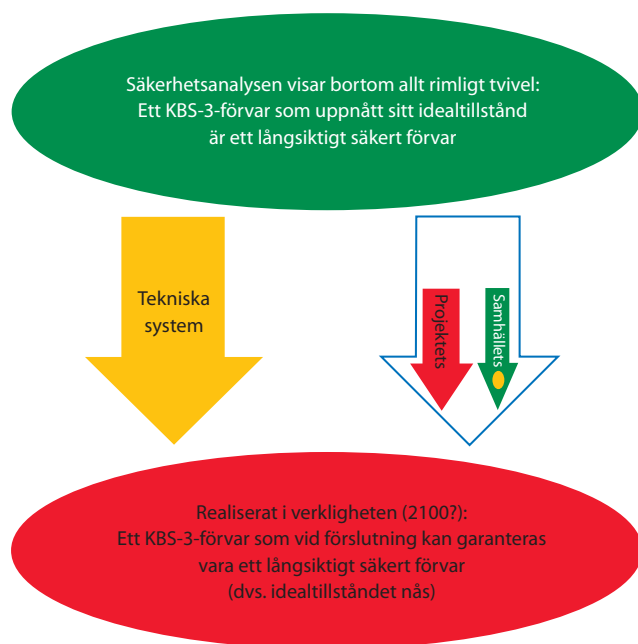 Säkerhetsanalysen visar bortom allt rimligt tvivel:
Ett KBS-3-förvar som uppnått sitt idealtillstånd
är ett långsiktigt säkert förvar
Tekniska
system
Projektets
Samhällets
Realiserat i verkligheten (2100?):
Ett KBS-3-förvar som vid förslutning kan garanteras
vara ett långsiktigt säkert förvar
(dvs. idealtillståndet nås)